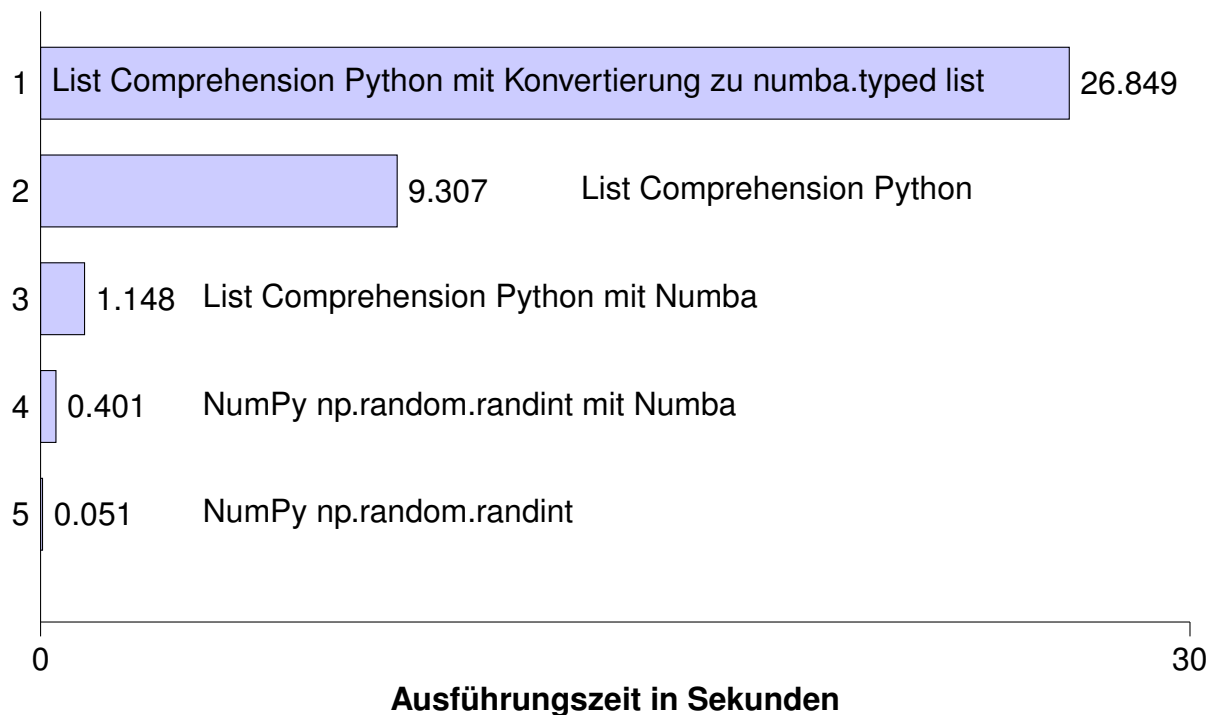 1 List Comprehension Python mit Konvertierung zu numba.typed list 26.849
2 9.307 List Comprehension Python
3 1.148 List Comprehension Python mit Numba
4 0.401 NumPy np.random.randint mit Numba
5 0.051 NumPy np.random.randint
0 30
Ausführungszeit in Sekunden